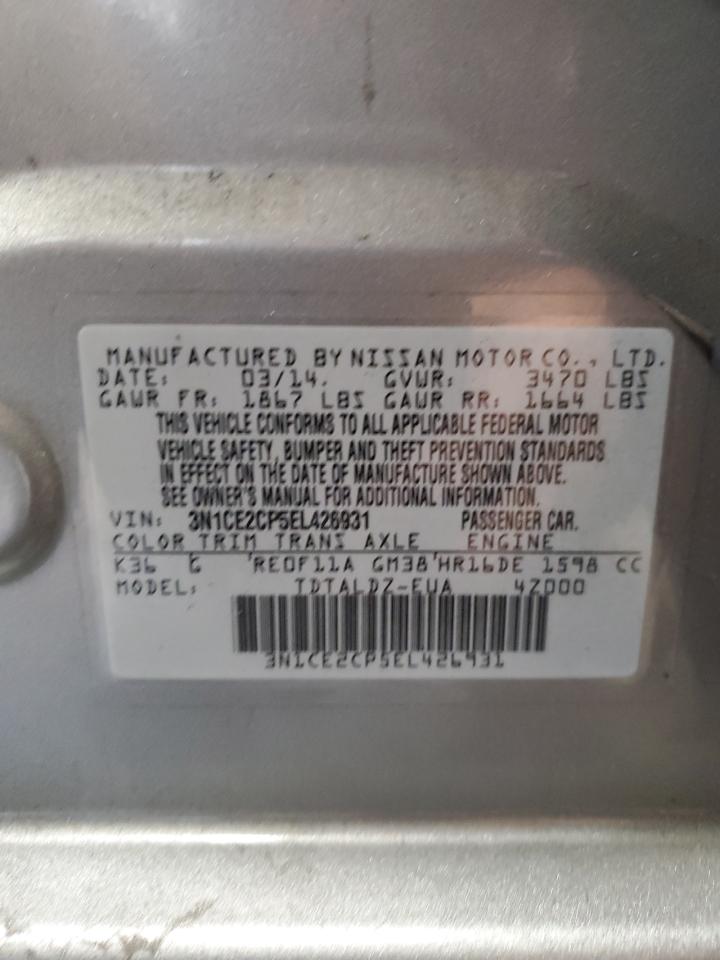 MANUFACTURED BY NISSAN MOTOR CO., LTD.
DATE: 03/14. GVWR: 3470 LBS
GAWR FR: 1867 LBS GAWR RR: 1664 LBS
THIS VEHICLE CONFORMS TO ALL APPLICABLE FEDERAL MOTOR
VEHICLE SAFETY, BUMPER AND THEFT PREVENTION STANDARDS
IN EFFECT ON THE DATE OF MANUFACTURE SHOWN ABOVE.
SEE OWNER'S MANUAL FOR ADDITIONAL INFORMATION.
VIN: 3N1CE2CP5EL426931 PASSENGER CAR.
COLOR TRIM TRANS AXLE ENGINE
K36 G 'RE0F11A GM38'HR16DE 1598 CC
MODEL: TDTALDZ-EUA 4Z000
3N1CE2CP5EL426931